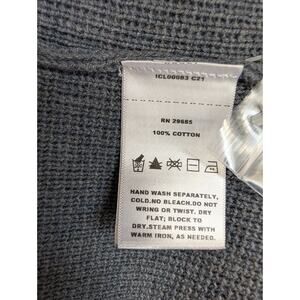 ICL00083 C21
RN 29685
100% COTTON
HAND WASH SEPARATELY,
COLD.NO BLEACH.DO NOT
WRING OR TWIST. DRY
FLAT; BLOCK TO
DRY.STEAM PRESS WITH
WARM IRON, AS NEEDED.